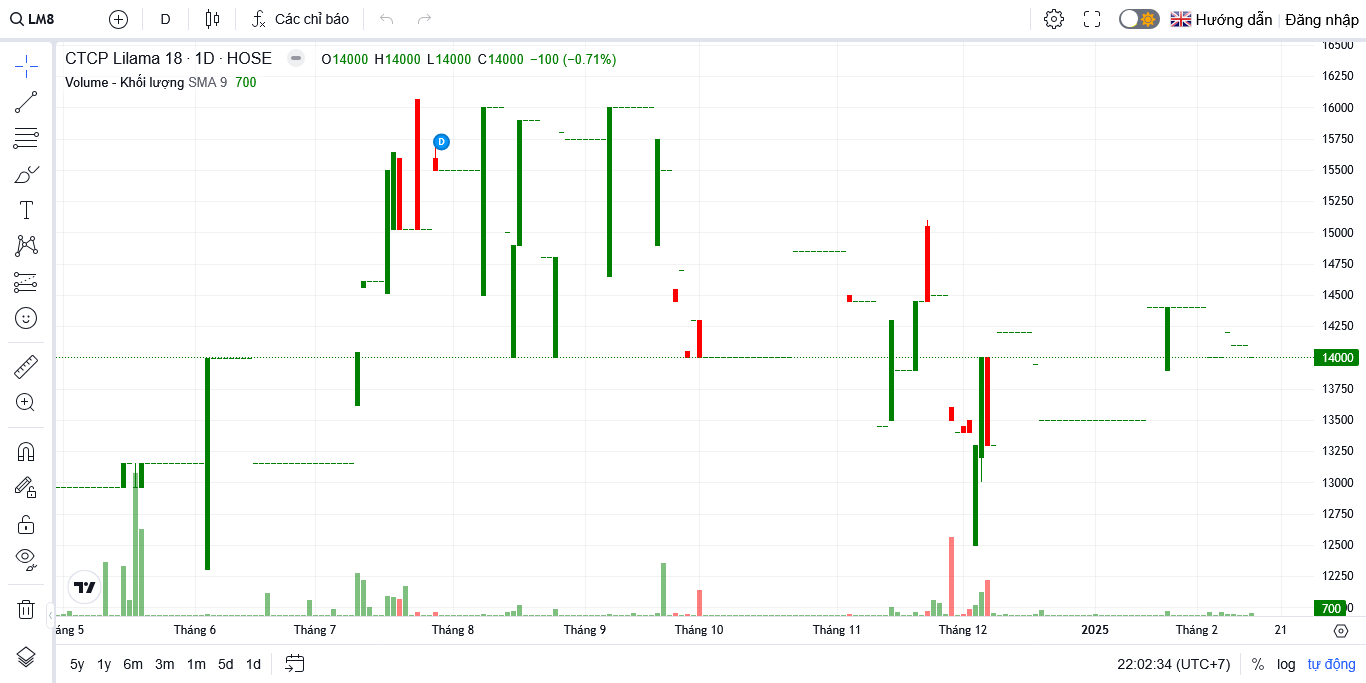 LM8
D
Các chỉ báo
Hướng dẫn
Đăng nhập
CTCP Lilama 18 · 1D · HOSE
O14000 H14000 L14000 C14000 −100 (−0.71%)
Volume - Khối lượng SMA 9 700
D
16500
16250
16000
15750
15500
15250
15000
14750
14500
14250
14000
13750
13500
13250
13000
12750
12500
12250
700
áng 5
Tháng 6
Tháng 7
Tháng 8
Tháng 9
Tháng 10
Tháng 11
Tháng 12
2025
Tháng 2
21
5y 1y 6m 3m 1m 5d 1d
22:02:34 (UTC+7)
% log tự động